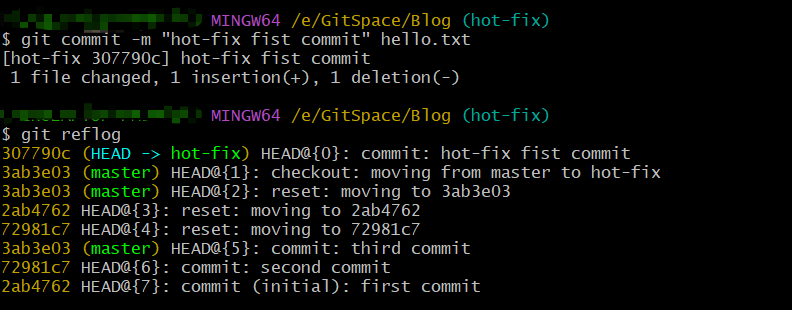 MINGW64 /e/GitSpace/Blog (hot-fix)
$ git commit -m "hot-fix fist commit" hello.txt
[hot-fix 307790c] hot-fix fist commit
 1 file changed, 1 insertion(+), 1 deletion(-)
MINGW64 /e/GitSpace/Blog (hot-fix)
$ git reflog
307790c (HEAD -> hot-fix) HEAD@{0}: commit: hot-fix fist commit
3ab3e03 (master) HEAD@{1}: checkout: moving from master to hot-fix
3ab3e03 (master) HEAD@{2}: reset: moving to 3ab3e03
2ab4762 HEAD@{3}: reset: moving to 2ab4762
72981c7 HEAD@{4}: reset: moving to 72981c7
3ab3e03 (master) HEAD@{5}: commit: third commit
72981c7 HEAD@{6}: commit: second commit
2ab4762 HEAD@{7}: commit (initial): first commit